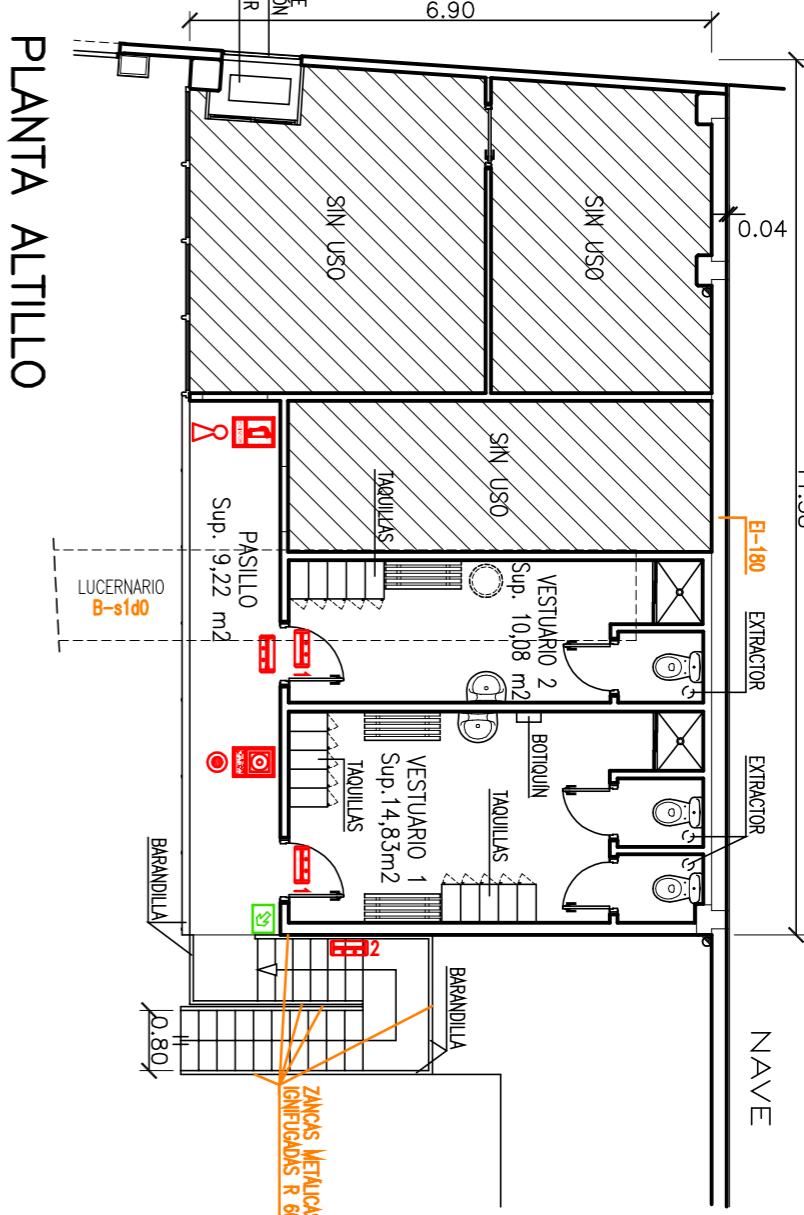 PLANTA ALTILLO
6.90
0.04
SIN USO
SIN USO
SIN USO
EI-180
TAQUILLAS
PASILLO
Sup. 9,22 m2
LUCERNARIO
B-s1d0
VESTUARIO 2
Sup. 10,08 m2
EXTRACTOR
EXTRACTOR
BOTIQUÍN
VESTUARIO 1
Sup.14,83m2
TAQUILLAS
TAQUILLAS
1
1
2
BARANDILLA
BARANDILLA
0.80
ZANCAS METÁLICAS
IGNIFUGADAS R
NAVE